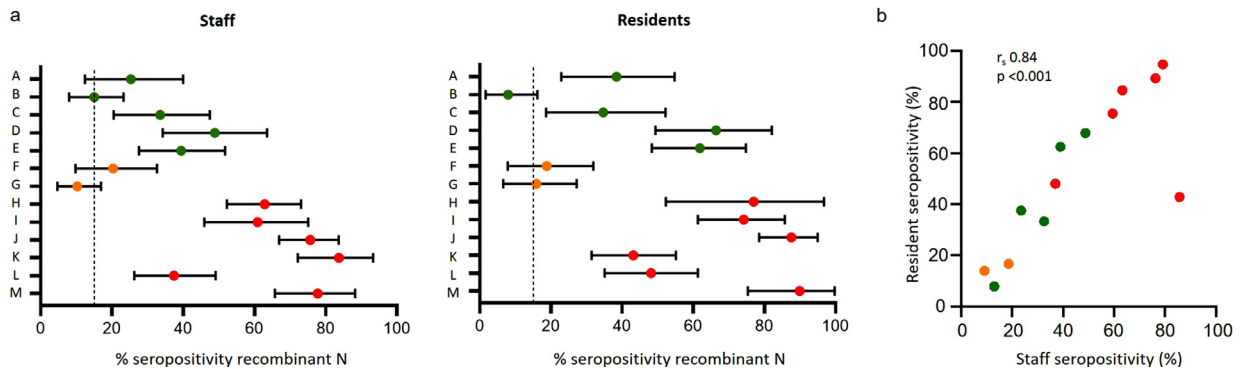 a
Staff
A
B
C
D
E
F
G
H
I
J
K
L
M
0 20 40 60 80 100
% seropositivity recombinant N
Residents
A
B
C
D
E
F
G
H
I
J
K
L
M
0 20 40 60 80 100
% seropositivity recombinant N
b
rs 0.84
p <0.001
Resident seropositivity (%)
100
80
60
40
20
0
0 20 40 60 80 100
Staff seropositivity (%)